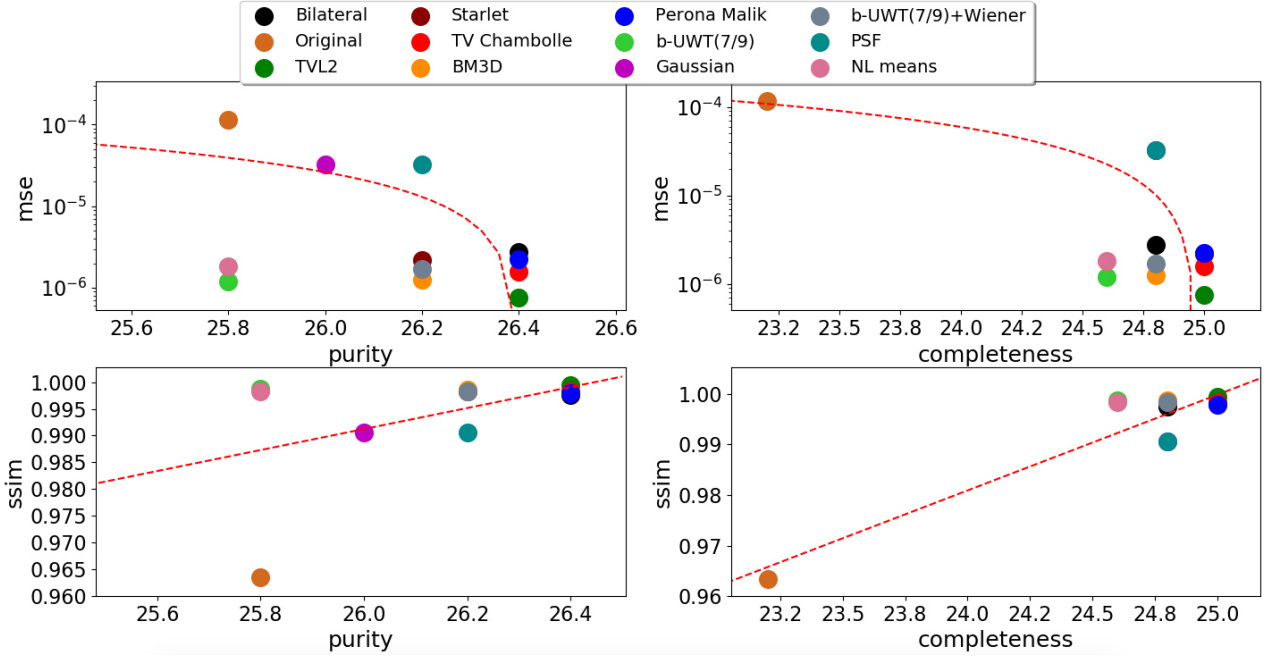 Bilateral Starlet Perona Malik b-UWT(7/9)+Wiener
Original TV Chambolle b-UWT(7/9) PSF
TVL2 BM3D Gaussian NL means
mse
10⁻⁴
10⁻⁵
10⁻⁶
25.6 25.8 26.0 26.2 26.4 26.6
purity
mse
10⁻⁴
10⁻⁵
10⁻⁶
23.2 23.5 23.8 24.0 24.2 24.5 24.8 25.0
completeness
ssim
1.000
0.995
0.990
0.985
0.980
0.975
0.970
0.965
0.960
25.6 25.8 26.0 26.2 26.4
purity
ssim
1.00
0.99
0.98
0.97
0.96
23.2 23.5 23.8 24.0 24.2 24.5 24.8 25.0
completeness